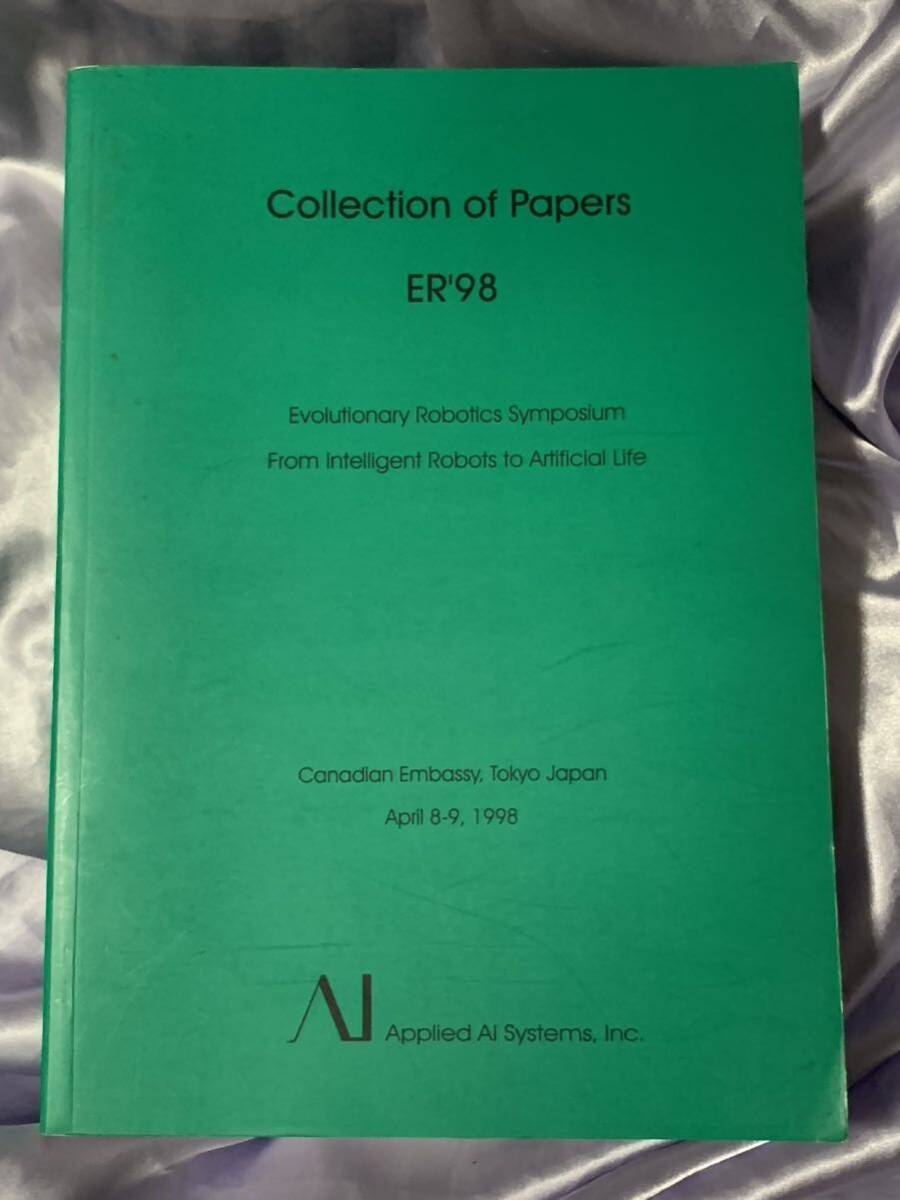 Collection of Papers
ER'98
Evolutionary Robotics Symposium
From Intelligent Robots to Artificial Life
Canadian Embassy, Tokyo Japan
April 8-9, 1998
AI Applied AI Systems, Inc.